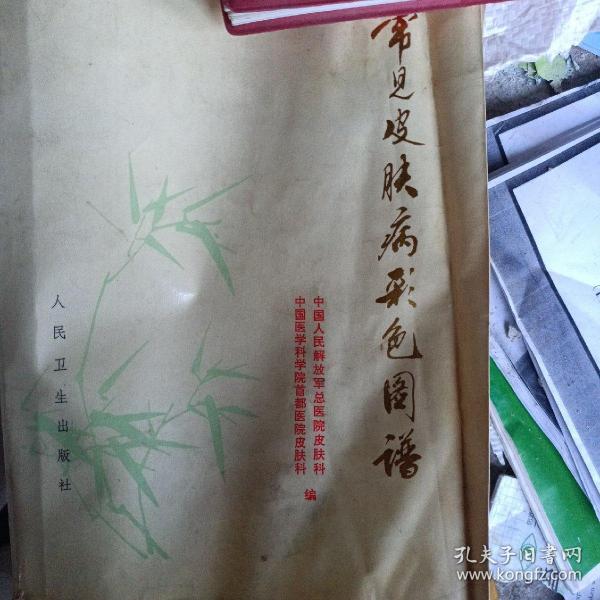 常见皮肤病彩色图谱
中国人民解放军总医院皮肤科
中国医学科学院首都医院皮肤科
编
人民卫生出版社
孔夫子旧书网
www.kongfz.com